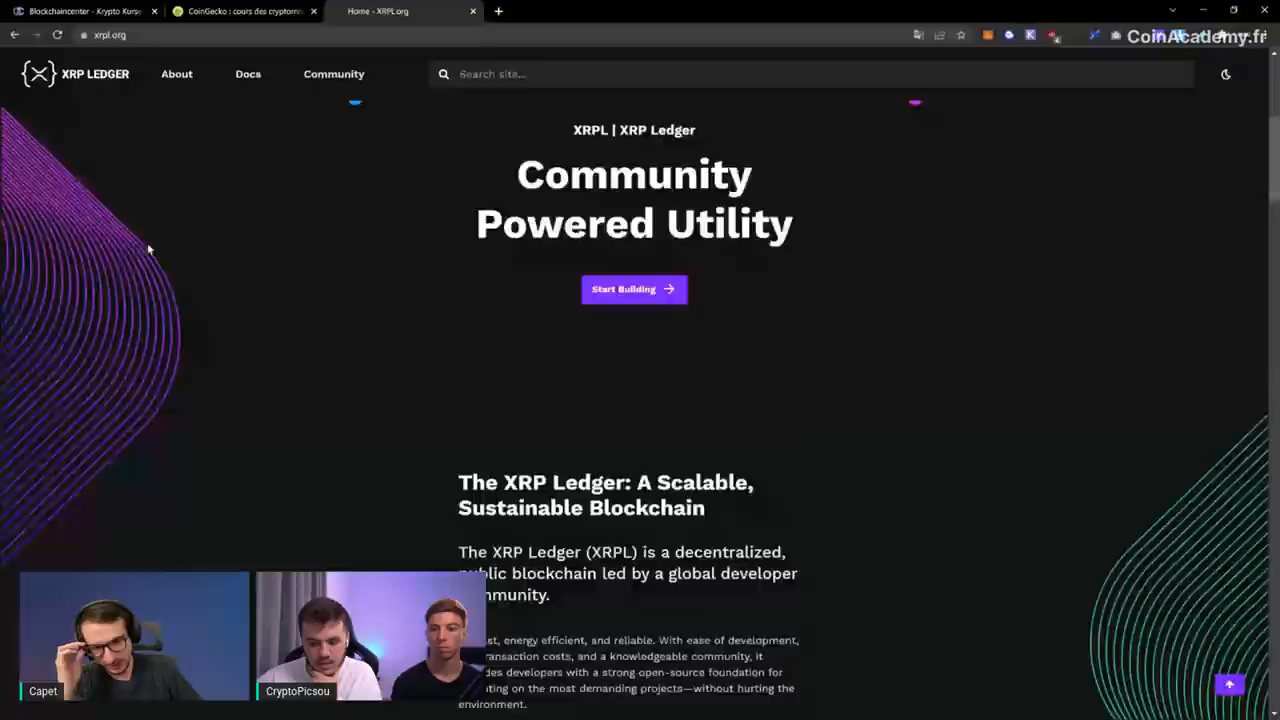 Blockchaincenter - Krypto Kurse
CoinGecko : cours des cryptomo
Home - XRPL.org
xrpl.org
CoinAcademy.fr
XRP LEDGER
About
Docs
Community
Search site...
XRPL | XRP Ledger
Community
Powered Utility
Start Building
The XRP Ledger: A Scalable,
Sustainable Blockchain
The XRP Ledger (XRPL) is a decentralized,
public blockchain led by a global developer
mmunity.
st, energy efficient, and reliable. With ease of development,
ransaction costs, and a knowledgeable community, it
des developers with a strong open-source foundation for
ting on the most demanding projects—without hurting the
environment.
Capet
CryptoPicsou